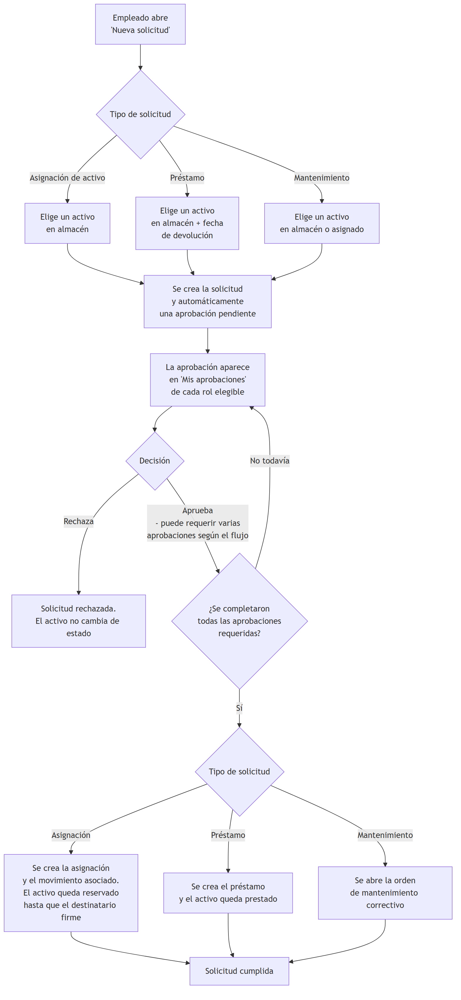 Empleado abre
'Nueva solicitud'
Tipo de solicitud
Asignación de activo
Préstamo
Mantenimiento
Elige un activo
en almacén
Elige un activo
en almacén + fecha
de devolución
Elige un activo
en almacén o asignado
Se crea la solicitud
y automáticamente
una aprobación pendiente
La aprobación aparece
en 'Mis aprobaciones'
de cada rol elegible
Decisión
No todavía
Rechaza
Aprueba
- puede requerir varias
aprobaciones según el flujo
Solicitud rechazada.
El activo no cambia de
estado
¿Se completaron
todas las aprobaciones
requeridas?
Sí
Tipo de solicitud
Asignación
Préstamo
Mantenimiento
Se crea la asignación
y el movimiento asociado.
El activo queda reservado
hasta que el destinatario
firme
Se crea el préstamo
y el activo queda prestado
Se abre la orden
de mantenimiento
correctivo
Solicitud cumplida